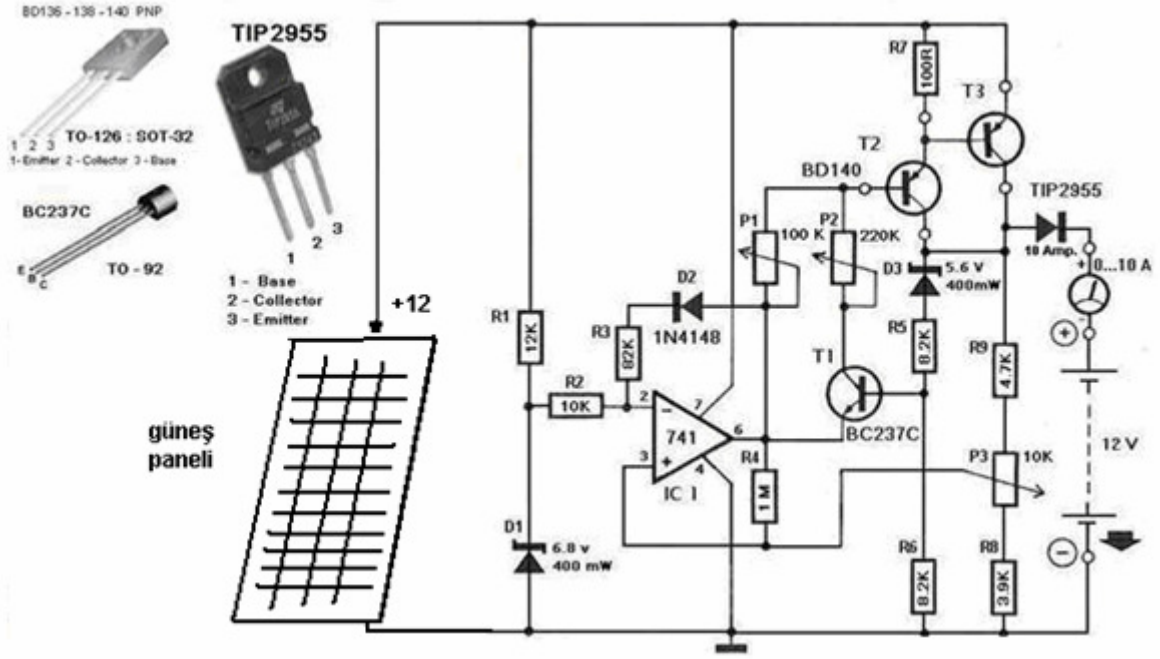 BD136 -138 -140 PNP
1 2 3
TO-126 : SOT-32
1- Emitter 2 - Collector 3 - Base
BC237C
E
B
C
TO - 92
TIP2955
TIP2955
1
2
3
1 - Base
2 - Collector
3 - Emitter
+12
güneş
paneli
R1
12K
R2
10K
R3
82K
D2
1N4148
D1
6.8 v
400 mW
2
3
7
6
4
-
+
741
IC 1
R4
1 M
P1
100 K
P2
220K
T1
BC237C
T2
BD140
R7
100R
T3
TIP2955
10 Amp.
D3
5.6 V
400mW
R5
8.2K
R6
8.2K
R9
4.7K
P3
10K
R8
3.9K
+ 0...10 A
-
+
12 V
-